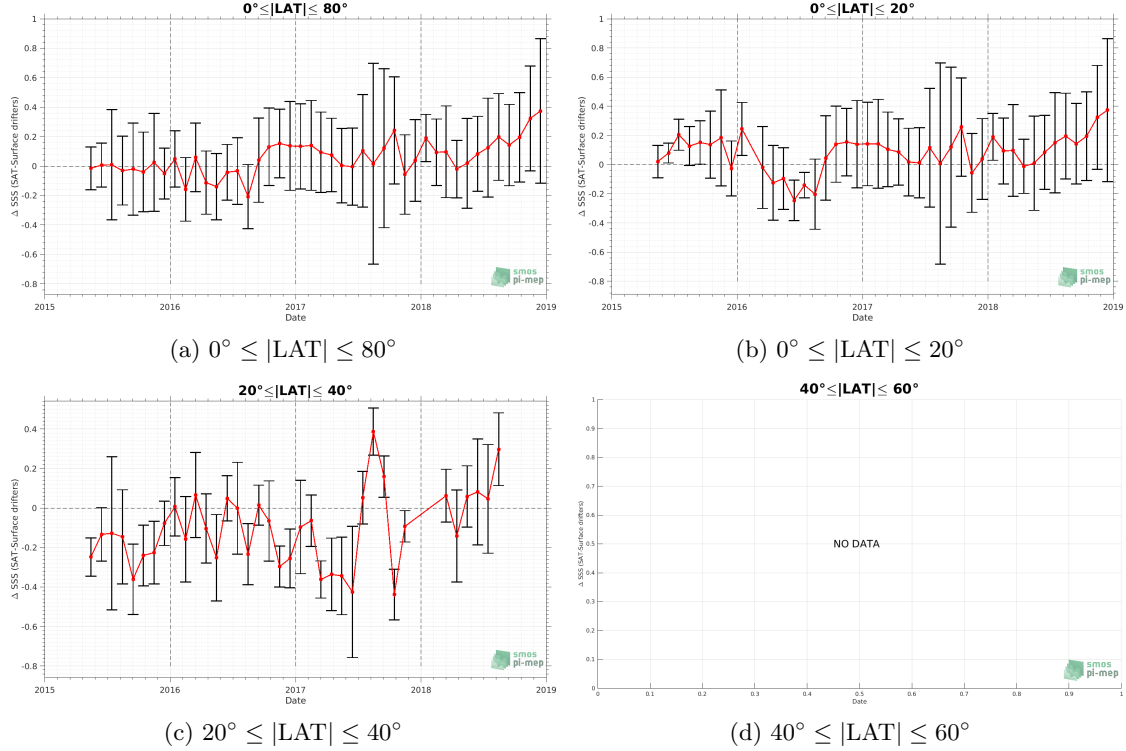 0°≤|LAT|≤ 80°
Δ SSS (SAT-Surface drifters)
1
0.8
0.6
0.4
0.2
0
-0.2
-0.4
-0.6
-0.8
2015
2016
2017
2018
2019
Date
smos
pi-mep
(a) 0° ≤ |LAT| ≤ 80°
0°≤|LAT|≤ 20°
Δ SSS (SAT-Surface drifters)
1
0.8
0.6
0.4
0.2
0
-0.2
-0.4
-0.6
-0.8
2015
2016
2017
2018
2019
Date
smos
pi-mep
(b) 0° ≤ |LAT| ≤ 20°
20°≤|LAT|≤ 40°
Δ SSS (SAT-Surface drifters)
0.4
0.2
0
-0.2
-0.4
-0.6
-0.8
2015
2016
2017
2018
2019
Date
smos
pi-mep
(c) 20° ≤ |LAT| ≤ 40°
40°≤|LAT|≤ 60°
Δ SSS (SAT-Surface drifters)
1
0.9
0.8
0.7
0.6
0.5
0.4
0.3
0.2
0.1
0
NO DATA
0
0.1
0.2
0.3
0.4
0.5
0.6
0.7
0.8
0.9
1
Date
smos
pi-mep
(d) 40° ≤ |LAT| ≤ 60°